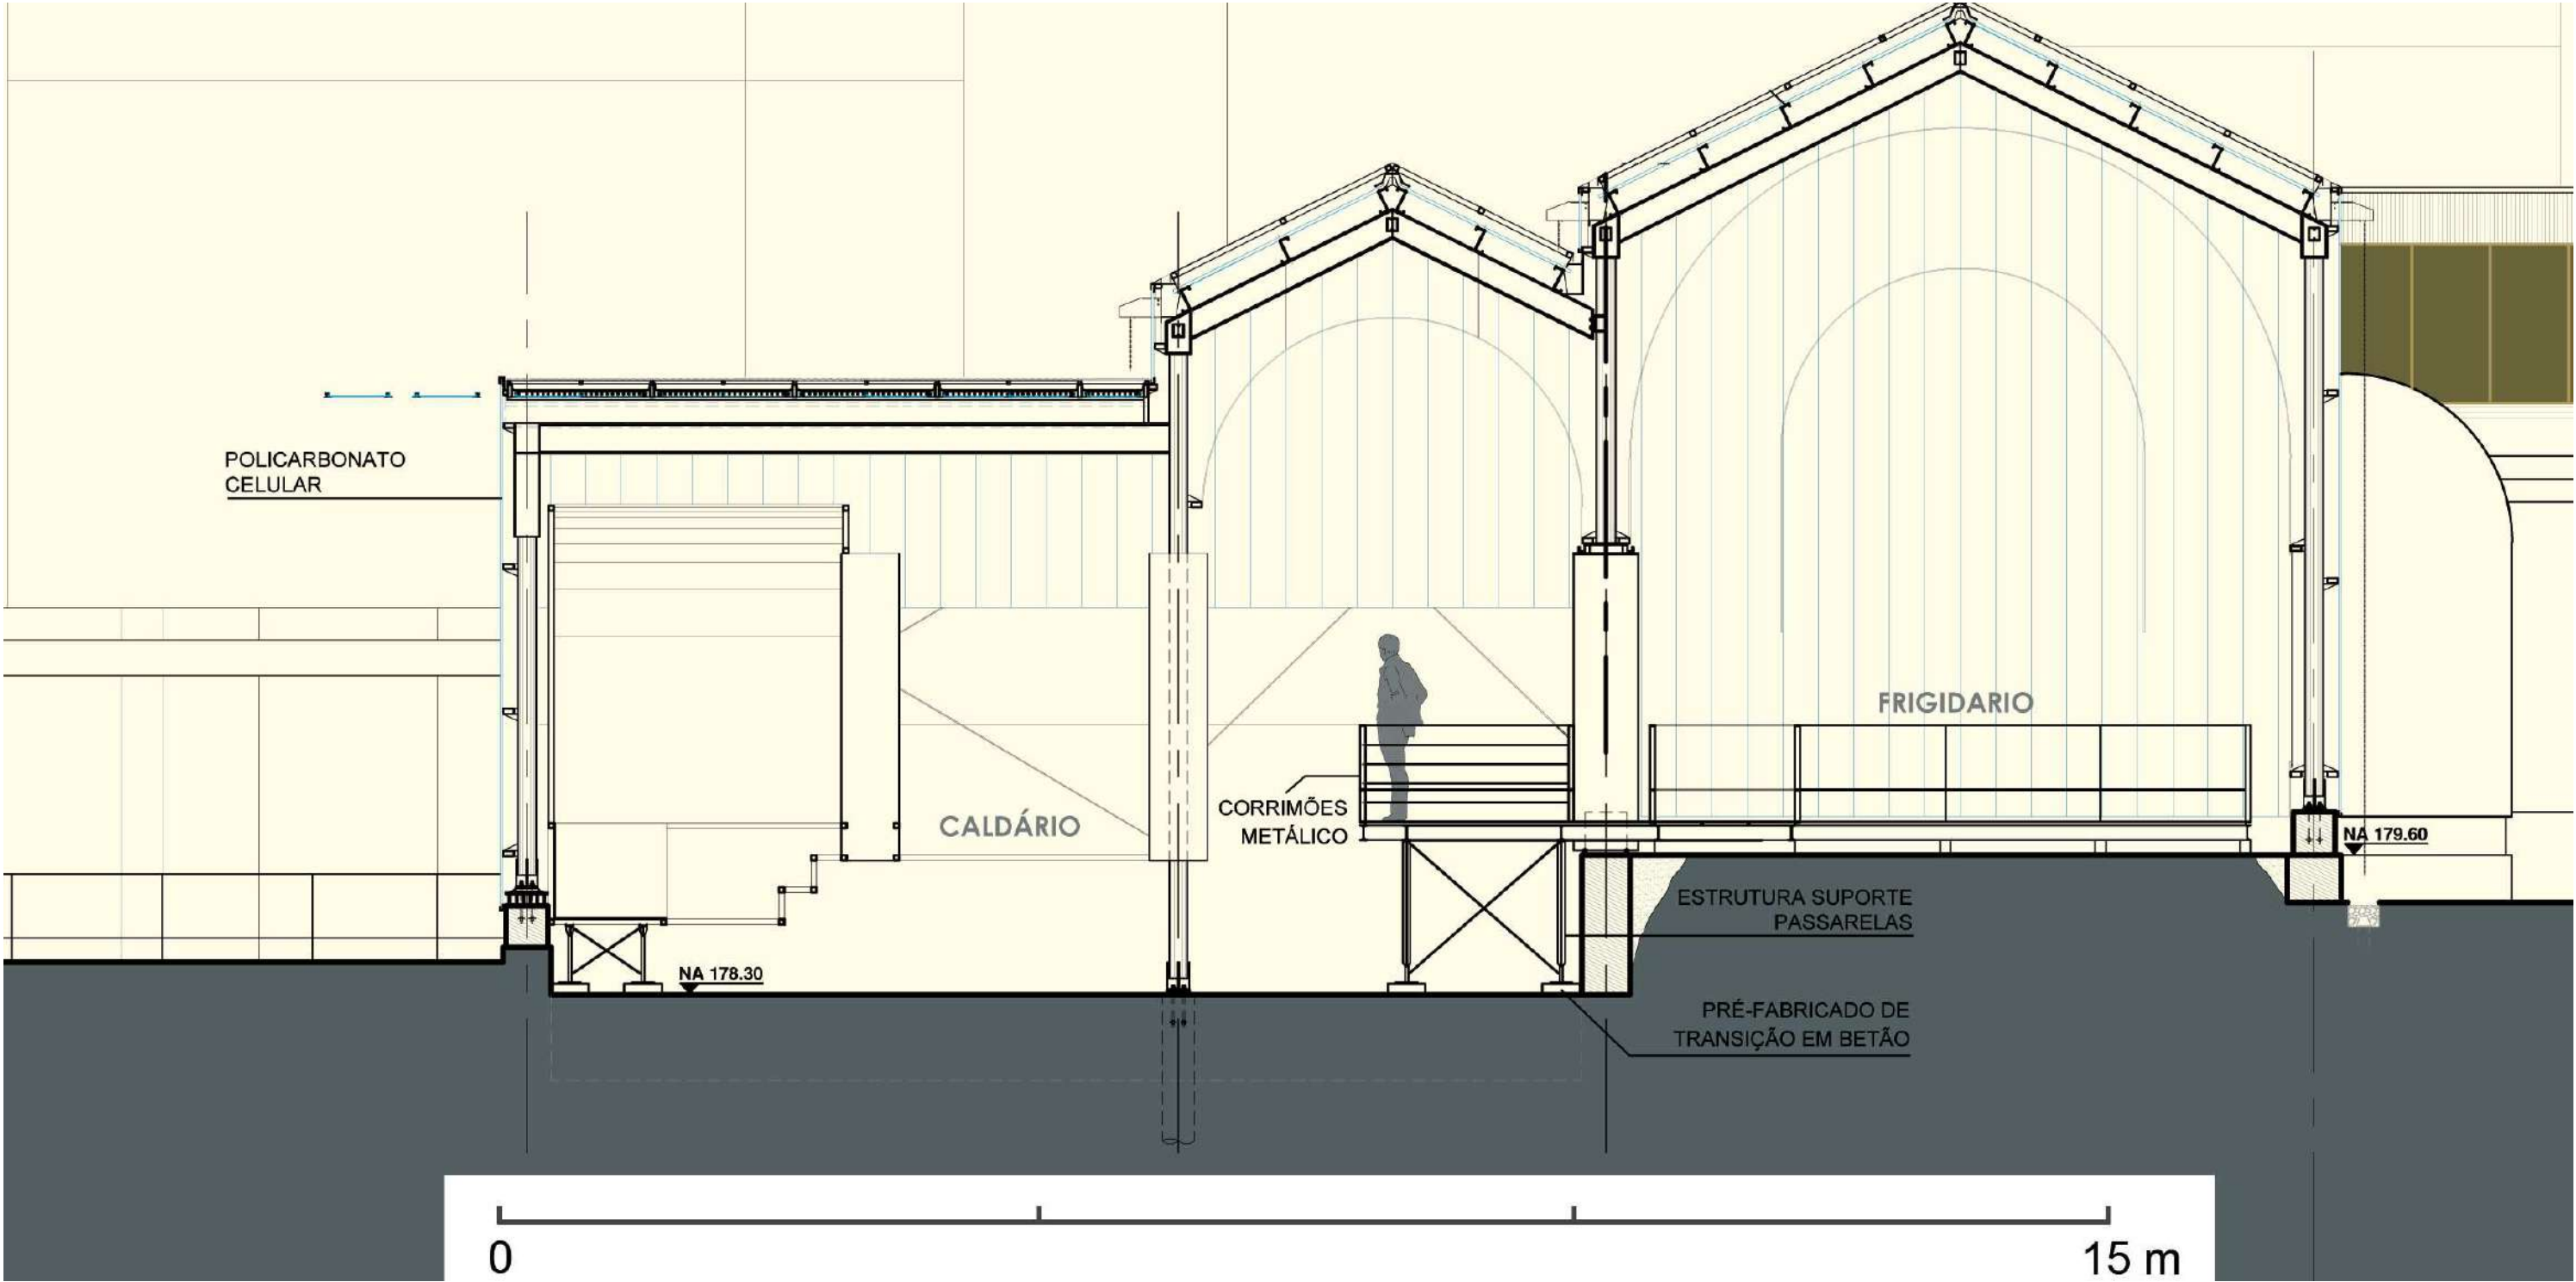 POLICARBONATO
CELULAR
FRIGIDARIO
CALDÁRIO
CORRIMÕES
METÁLICO
NA 179.60
ESTRUTURA SUPORTE
PASSARELAS
NA 178.30
PRÉ-FABRICADO DE
TRANSIÇÃO EM BETÃO
0
15 m